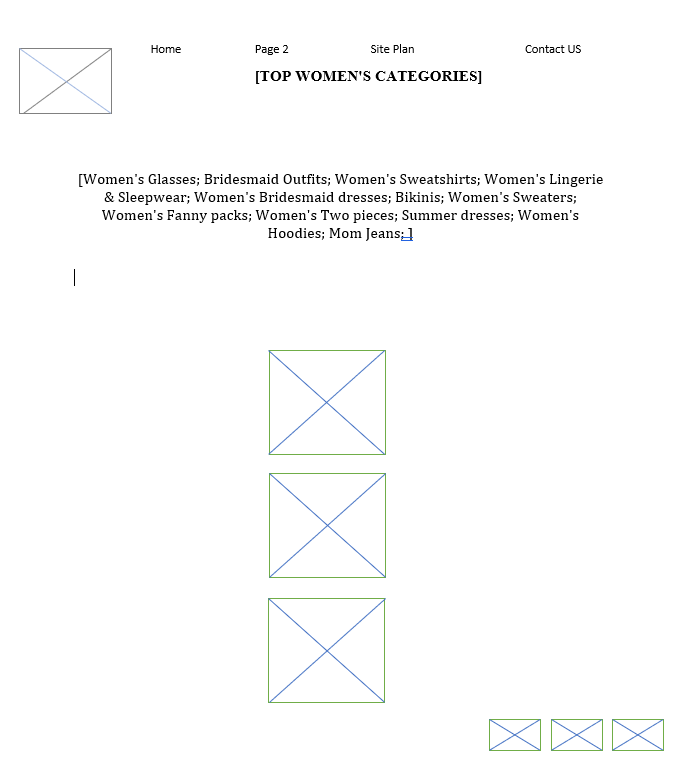 Home Page 2 Site Plan Contact US
[TOP WOMEN'S CATEGORIES]
[Women's Glasses; Bridesmaid Outfits; Women's Sweatshirts; Women's Lingerie
& Sleepwear; Women's Bridesmaid dresses; Bikinis; Women's Sweaters;
Women's Fanny packs; Women's Two pieces; Summer dresses; Women's
Hoodies; Mom Jeans; ]